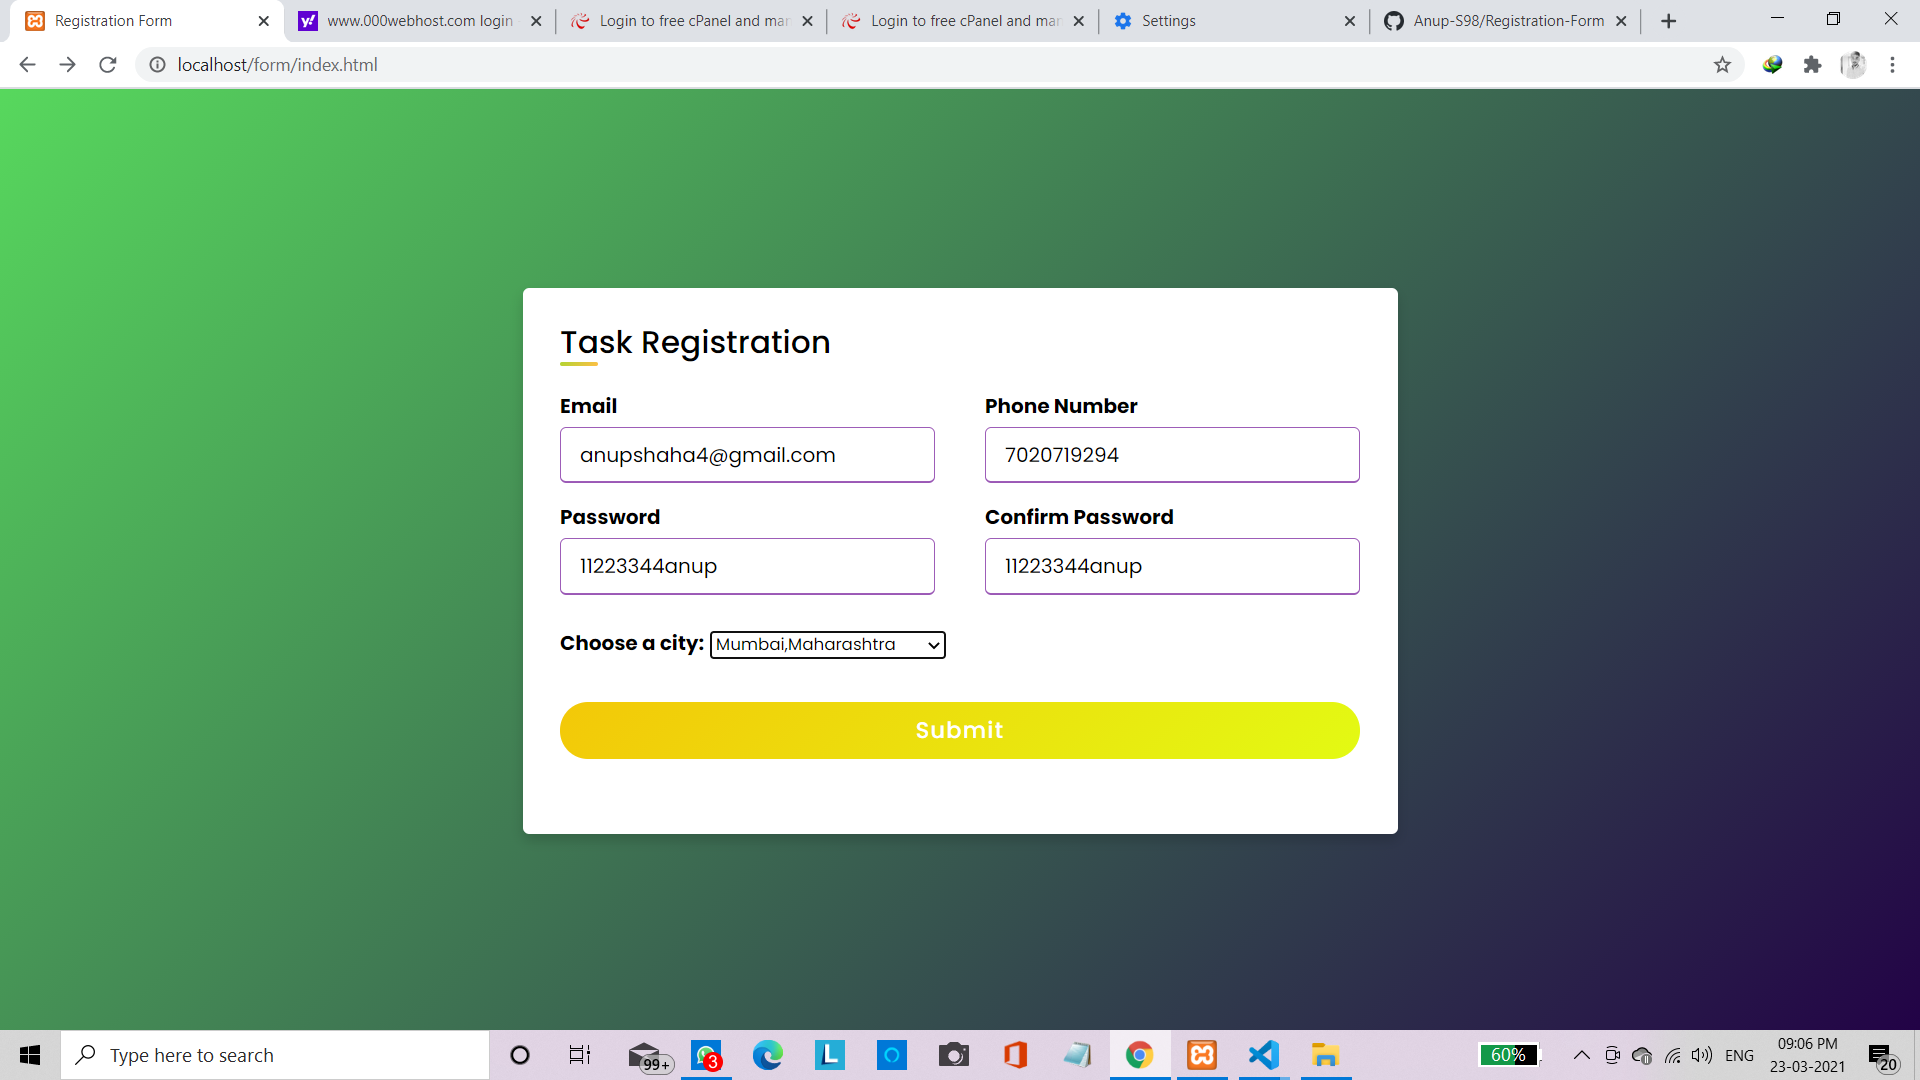 Registration Form
www.000webhost.com login
Login to free cPanel and man
Login to free cPanel and man
Settings
Anup-S98/Registration-Form
localhost/form/index.html
Task Registration
Email
Phone Number
anupshaha4@gmail.com
7020719294
Password
Confirm Password
11223344anup
11223344anup
Choose a city: Mumbai,Maharashtra
Submit
Type here to search
99+
3
L
60%
ENG
09:06 PM
23-03-2021
20